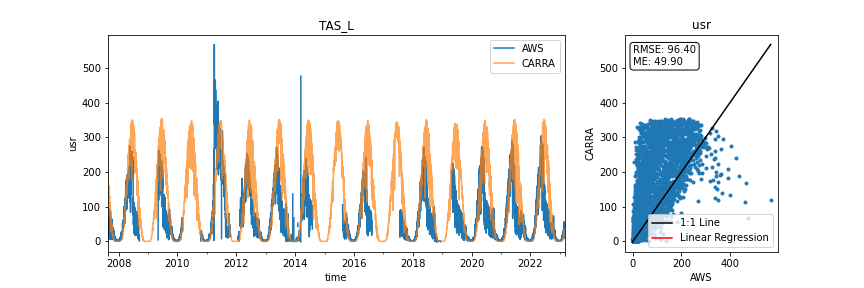 TAS_L
usr
AWS
CARRA
500
400
300
200
100
0
usr
2008
2010
2012
2014
2016
2018
2020
2022
time
usr
RMSE: 96.40
ME: 49.90
500
400
300
200
100
0
CARRA
1:1 Line
Linear Regression
0
200
400
AWS